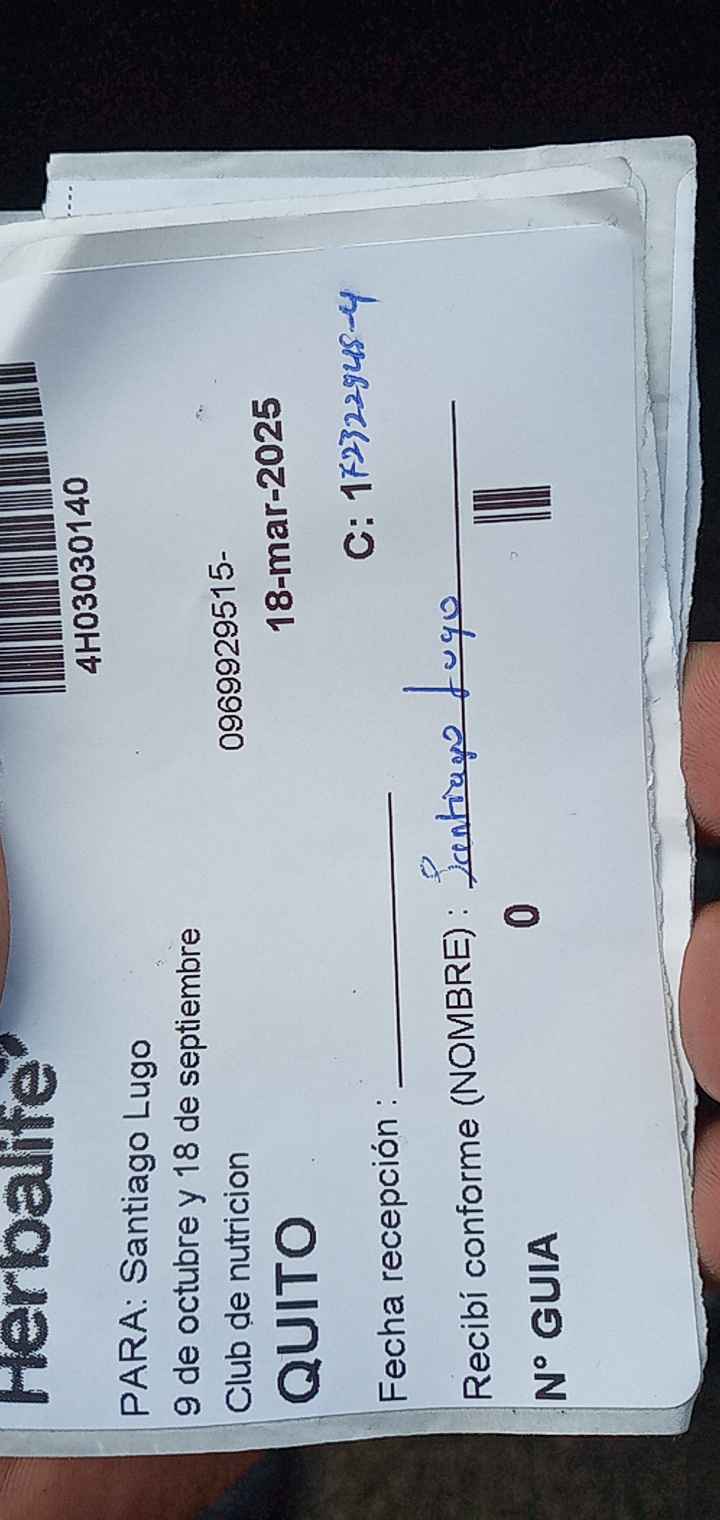 Herbalife
4H03030140
PARA: Santiago Lugo
9 de octubre y 18 de septiembre
Club de nutricion 0969929515-
QUITO 18-mar-2025
C: 172322948-4
Fecha recepción :
Recibí conforme (NOMBRE) : Santiago Lugo
N° GUIA 0